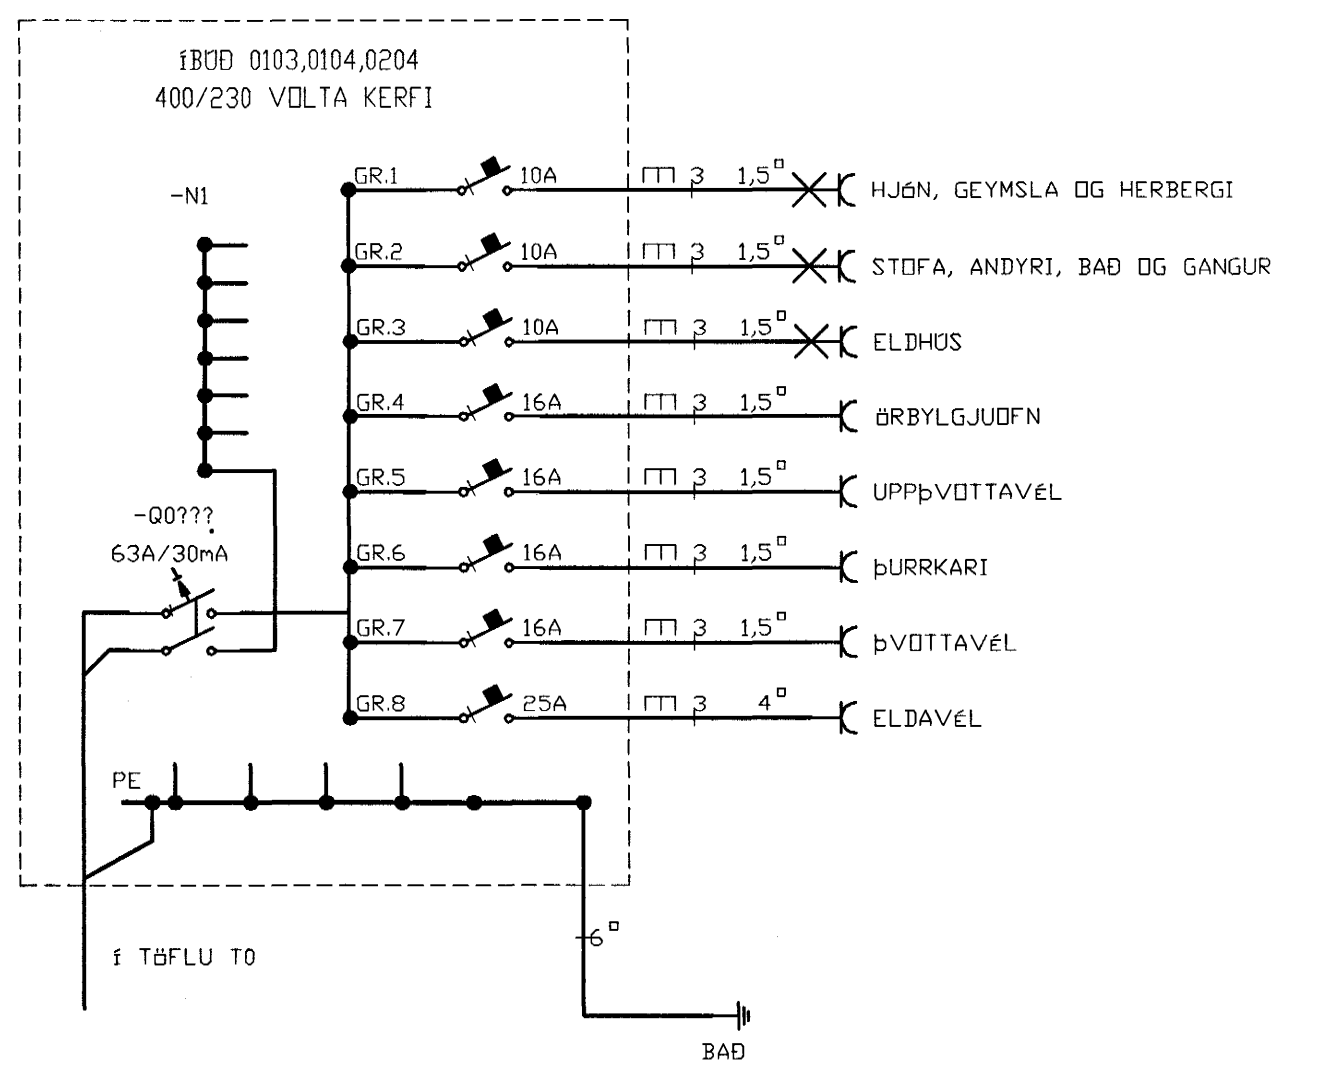 íBÚÐ 0103,0104,0204
400/230 VOLTA KERFI
-N1
GR.1 10A 3 1,5▫ HJÓN, GEYMSLA OG HERBERGI
GR.2 10A 3 1,5▫ STOFA, ANDYRI, BAÐ OG GANGUR
GR.3 10A 3 1,5▫ ELDHÚS
GR.4 16A 3 1,5▫ öRBYLGJUOFN
GR.5 16A 3 1,5▫ UPPþVOTTAVéL
-Q0???
63A/30mA
GR.6 16A 3 1,5▫ þURRKARI
GR.7 16A 3 1,5▫ þVOTTAVéL
GR.8 25A 3 4▫ ELDAVéL
PE
6▫
í TöFLU T0
BAÐ